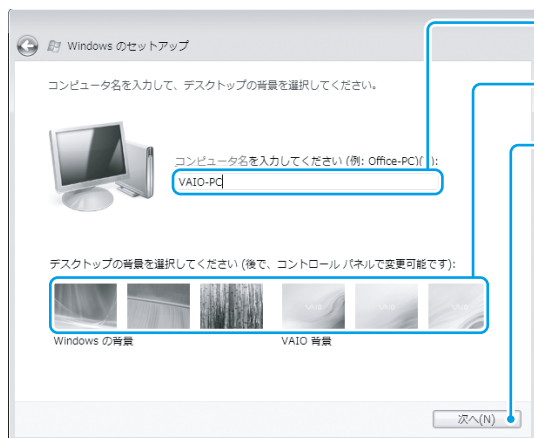 Windows のセットアップ
コンピュータ名を入力して、デスクトップの背景を選択してください。
コンピュータ名を入力してください (例: Office-PC)( ):
VAIO-PC
デスクトップの背景を選択してください (後で、コントロール パネルで変更可能です):
Windows の背景
VAIO 背景
次へ(N)